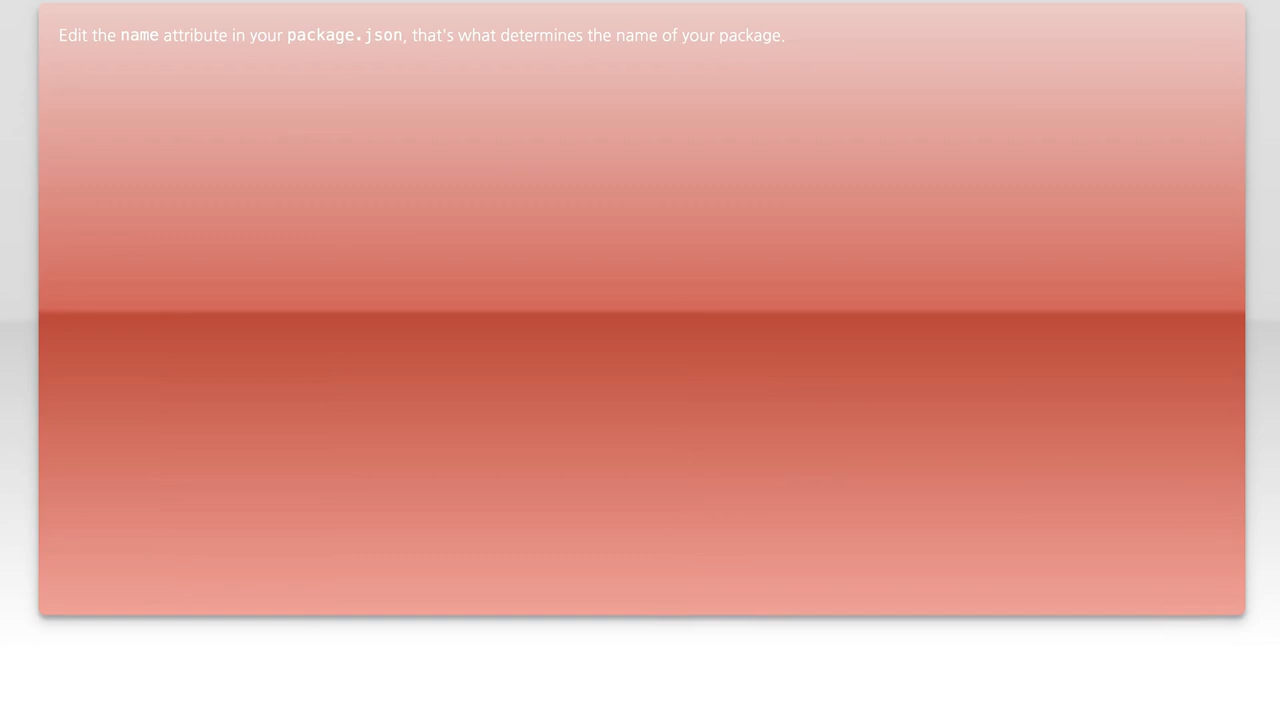 Edit the name attribute in your package.json, that's what determines the name of your package.